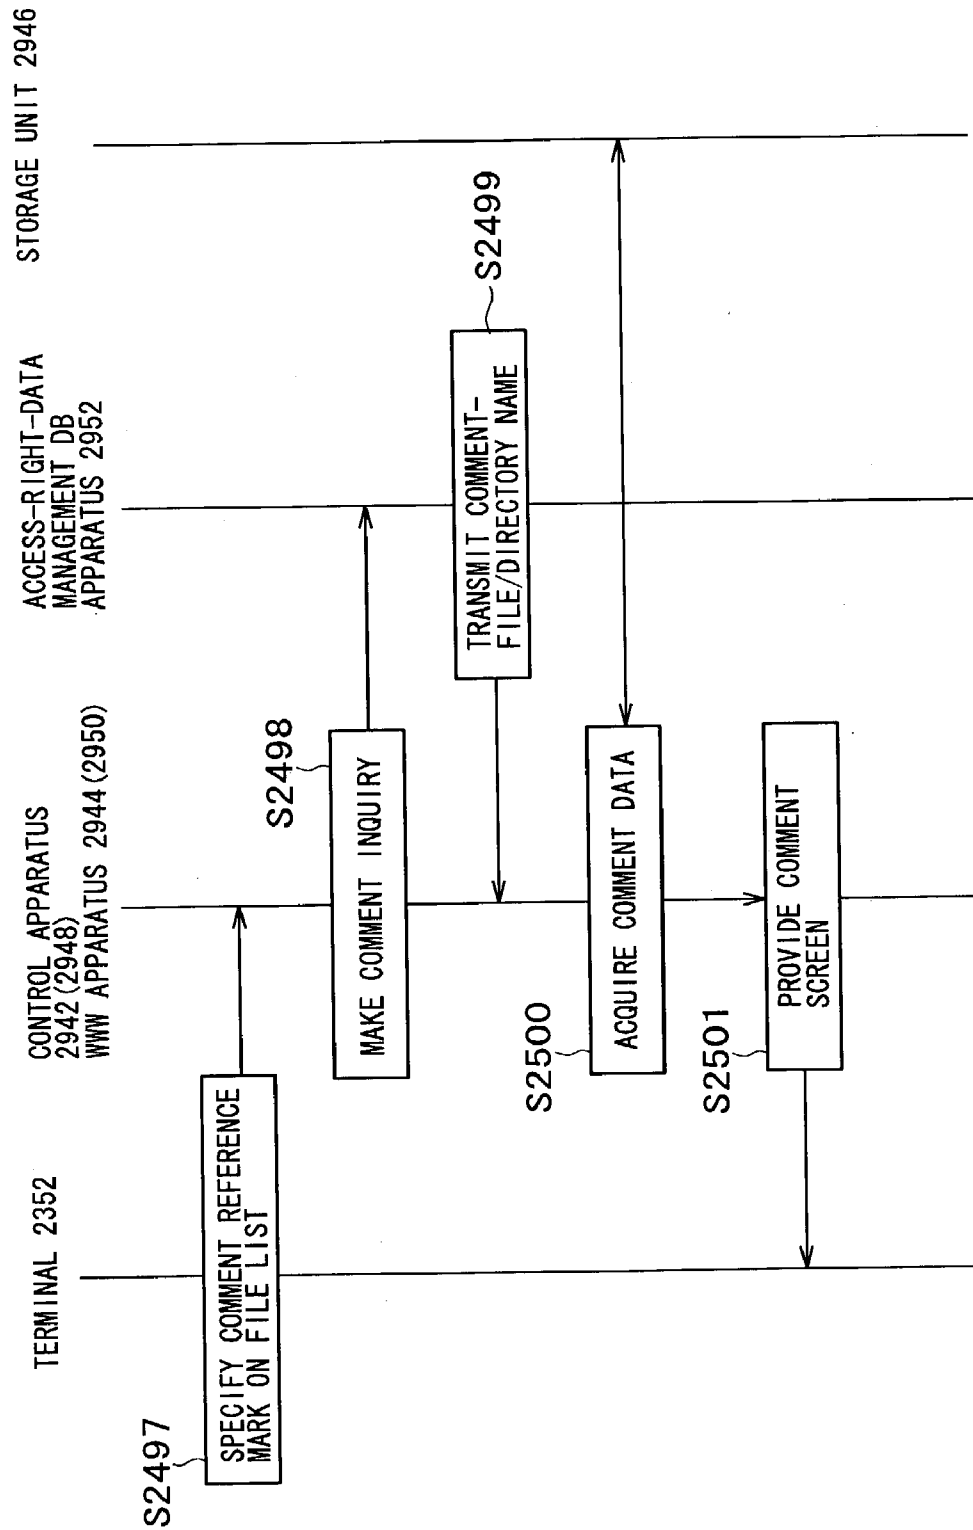 TERMINAL 2352
CONTROL APPARATUS
2942(2948)
WWW APPARATUS 2944(2950)
ACCESS-RIGHT-DATA
MANAGEMENT DB
APPARATUS 2952
STORAGE UNIT 2946
S2497
SPECIFY COMMENT REFERENCE
MARK ON FILE LIST
S2498
MAKE COMMENT INQUIRY
S2499
TRANSMIT COMMENT-
FILE/DIRECTORY NAME
S2500
ACQUIRE COMMENT DATA
S2501
PROVIDE COMMENT
SCREEN